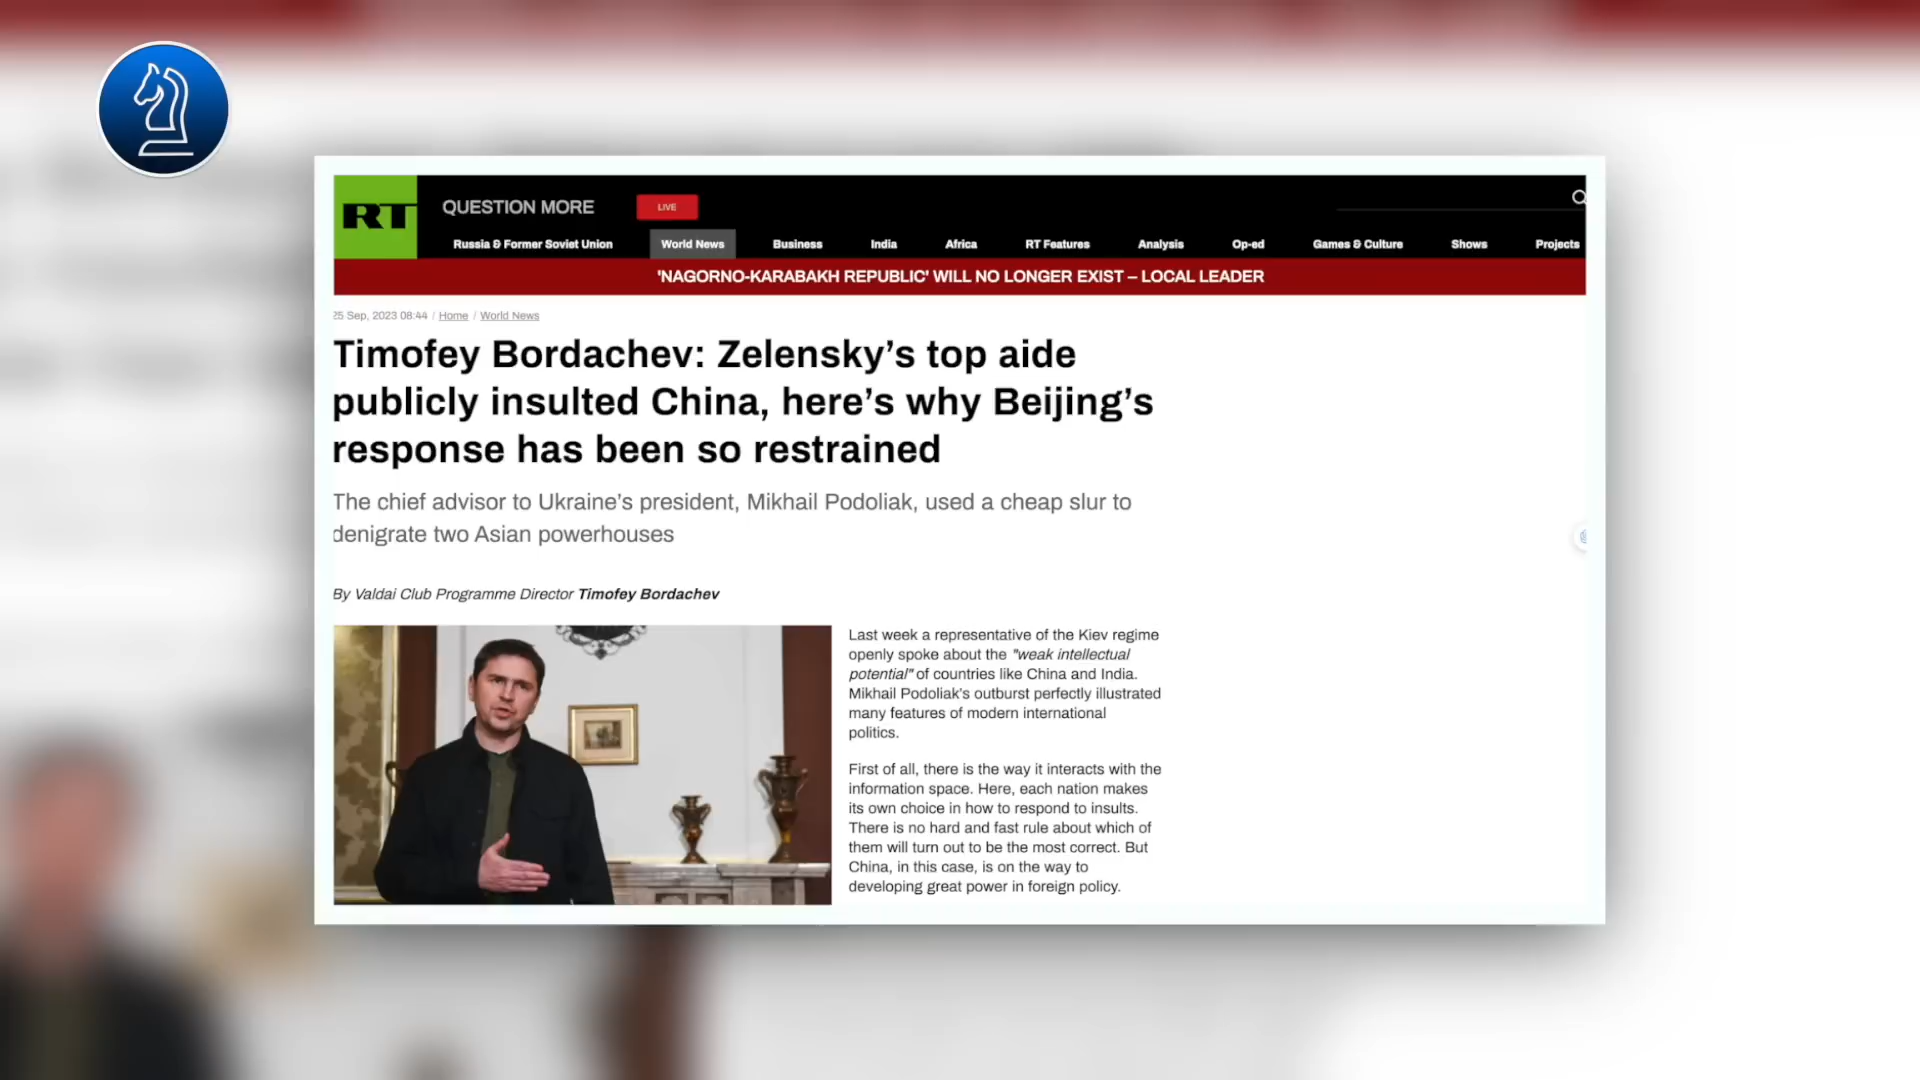 RT
QUESTION MORE
LIVE
Russia & Former Soviet Union World News Business India Africa RT Features Analysis Op-ed Games & Culture Shows Projects
'NAGORNO-KARABAKH REPUBLIC' WILL NO LONGER EXIST – LOCAL LEADER
25 Sep, 2023 08:44 / Home / World News
Timofey Bordachev: Zelensky's top aide
publicly insulted China, here's why Beijing's
response has been so restrained
The chief advisor to Ukraine's president, Mikhail Podoliak, used a cheap slur to
denigrate two Asian powerhouses
By Valdai Club Programme Director Timofey Bordachev
Last week a representative of the Kiev regime
openly spoke about the "weak intellectual
potential" of countries like China and India.
Mikhail Podoliak's outburst perfectly illustrated
many features of modern international
politics.
First of all, there is the way it interacts with the
information space. Here, each nation makes
its own choice in how to respond to insults.
There is no hard and fast rule about which of
them will turn out to be the most correct. But
China, in this case, is on the way to
developing great power in foreign policy.